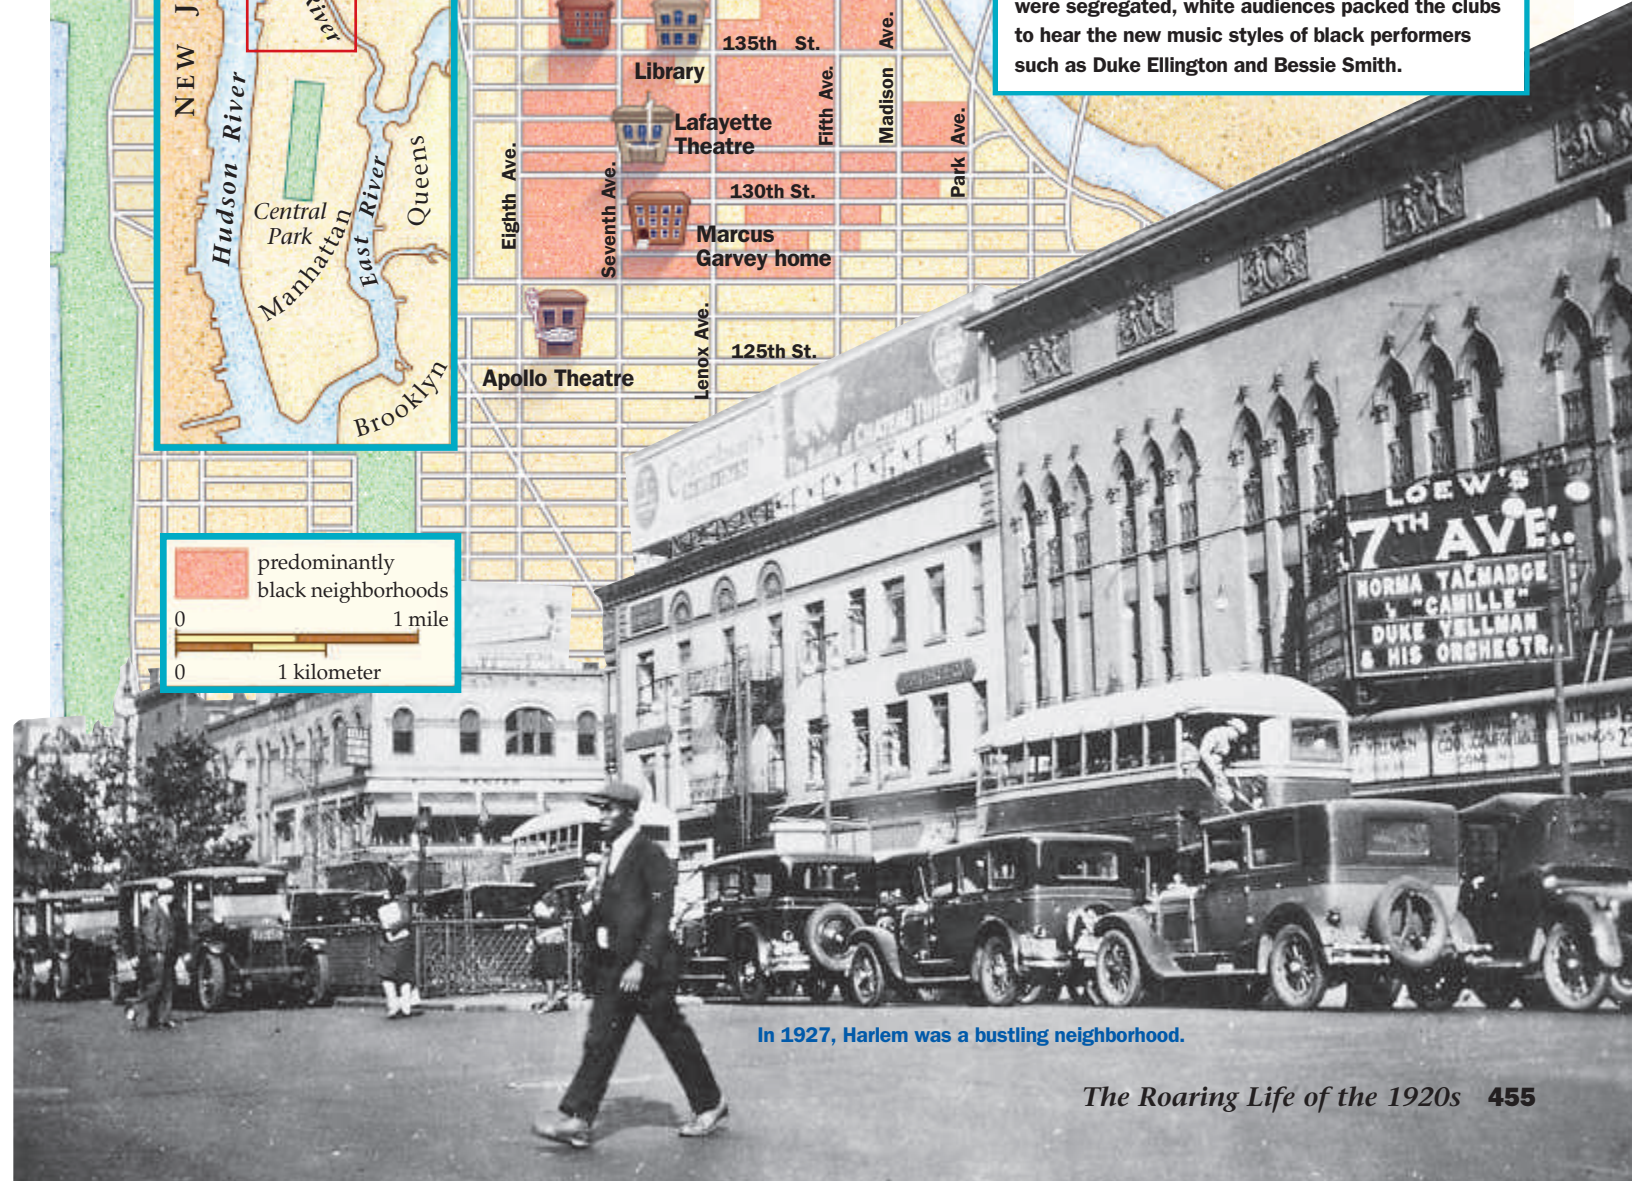 were segregated, white audiences packed the clubs
to hear the new music styles of black performers
such as Duke Ellington and Bessie Smith.
NEW J
River
Hudson River
Central
Park
Manhattan
East River
Queens
Brooklyn
135th St.
Library
Lafayette
Theatre
Fifth Ave.
Madison Ave.
Park Ave.
Eighth Ave.
Seventh Ave.
130th St.
Marcus
Garvey home
Lenox Ave.
125th St.
Apollo Theatre
predominantly
black neighborhoods
0 1 mile
0 1 kilometer
LOEW'S
7TH AVE.
NORMA TALMADGE
"CAMILLE"
DUKE YELLMAN
& HIS ORCHESTR
In 1927, Harlem was a bustling neighborhood.
The Roaring Life of the 1920s 455